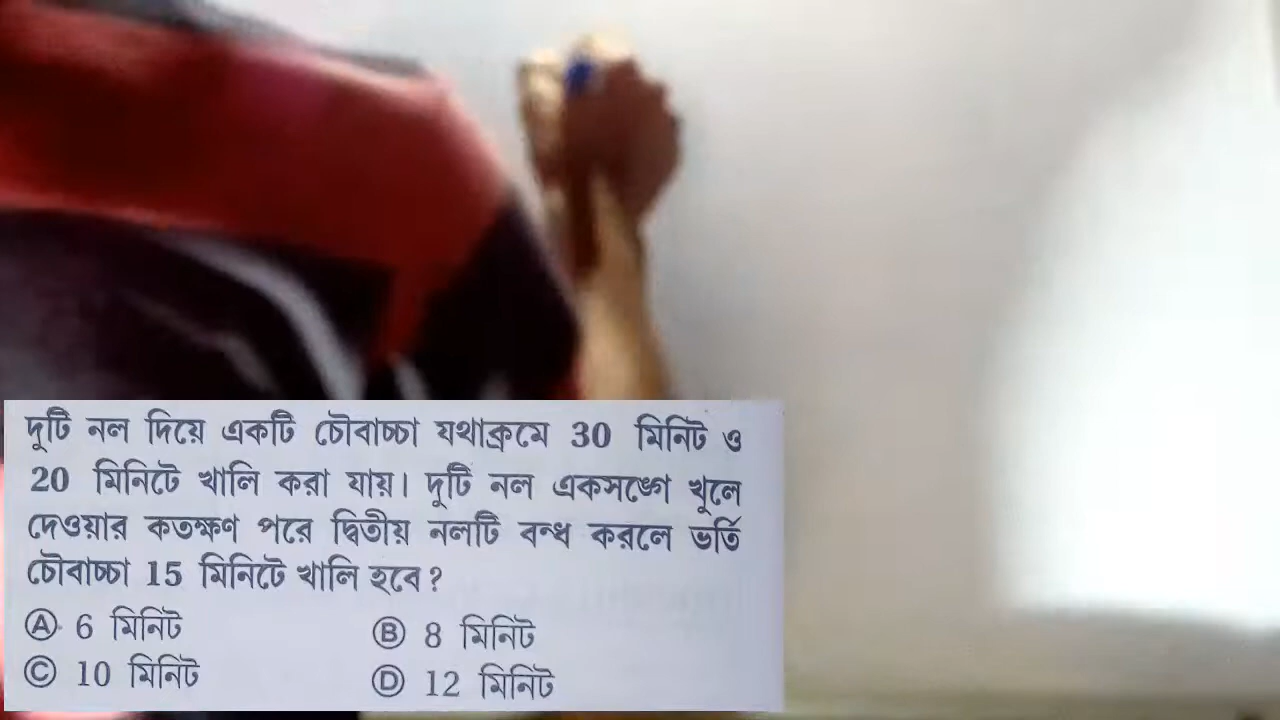 দুটি নল দিয়ে একটি চৌবাচ্চা যথাক্রমে 30 মিনিট ও
20 মিনিটে খালি করা যায়। দুটি নল একসঙ্গে খুলে
দেওয়ার কতক্ষণ পরে দ্বিতীয় নলটি বন্ধ করলে ভর্তি
চৌবাচ্চা 15 মিনিটে খালি হবে?
Ⓐ 6 মিনিট Ⓑ 8 মিনিট
Ⓒ 10 মিনিট Ⓓ 12 মিনিট